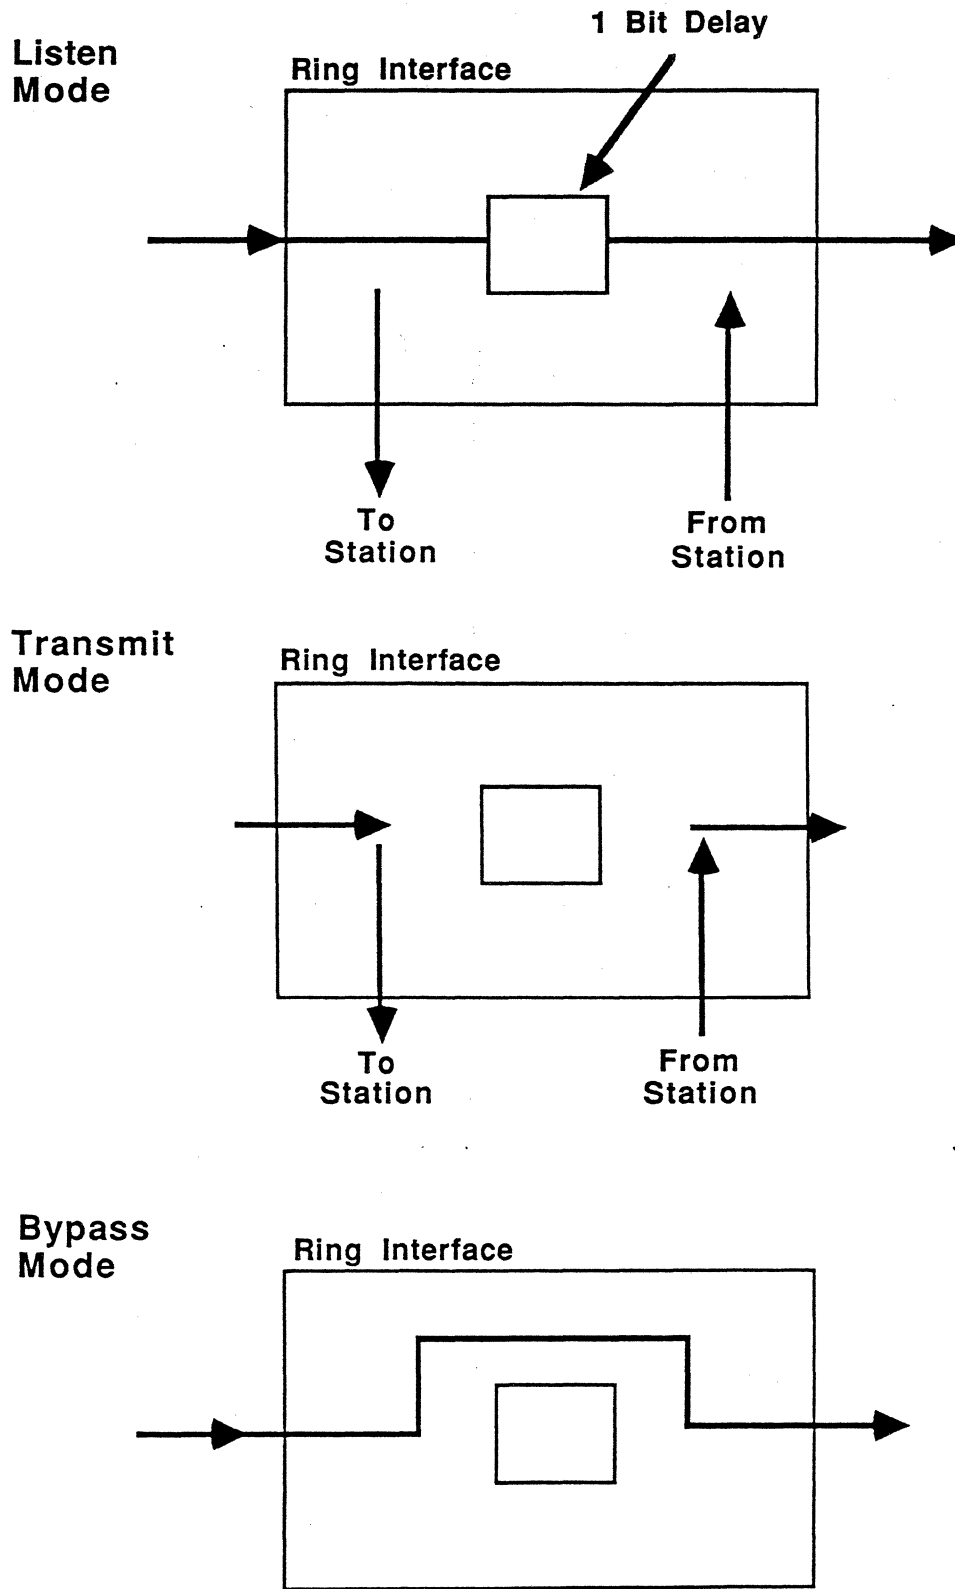 1 Bit Delay
Listen
Mode
Ring Interface
To
Station
From
Station
Transmit
Mode
Ring Interface
To
Station
From
Station
Bypass
Mode
Ring Interface